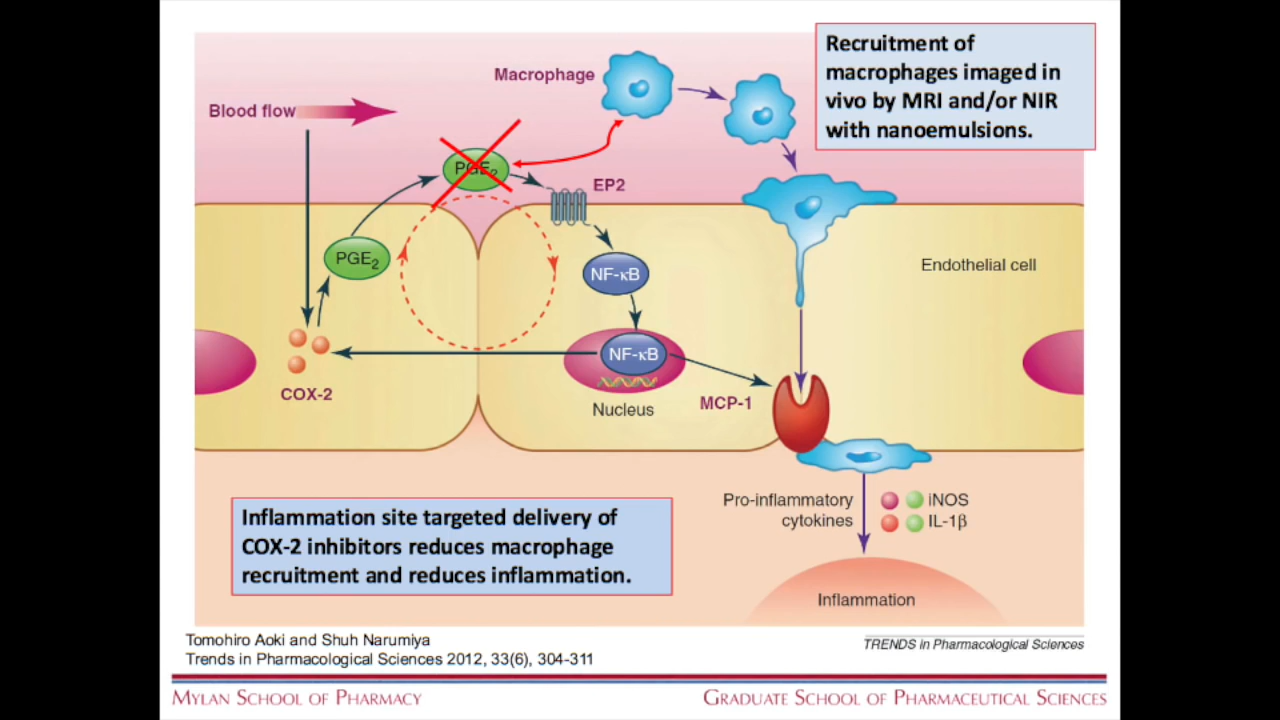 Recruitment of
macrophages imaged in
vivo by MRI and/or NIR
with nanoemulsions.
Macrophage
Blood flow
PGE₂
EP2
PGE₂
NF-κB
Endothelial cell
NF-κB
COX-2
Nucleus
MCP-1
Pro-inflammatory
cytokines
iNOS
IL-1β
Inflammation
Inflammation site targeted delivery of
COX-2 inhibitors reduces macrophage
recruitment and reduces inflammation.
Tomohiro Aoki and Shuh Narumiya
Trends in Pharmacological Sciences 2012, 33(6), 304-311
TRENDS in Pharmacological Sciences
MYLAN SCHOOL OF PHARMACY
GRADUATE SCHOOL OF PHARMACEUTICAL SCIENCES